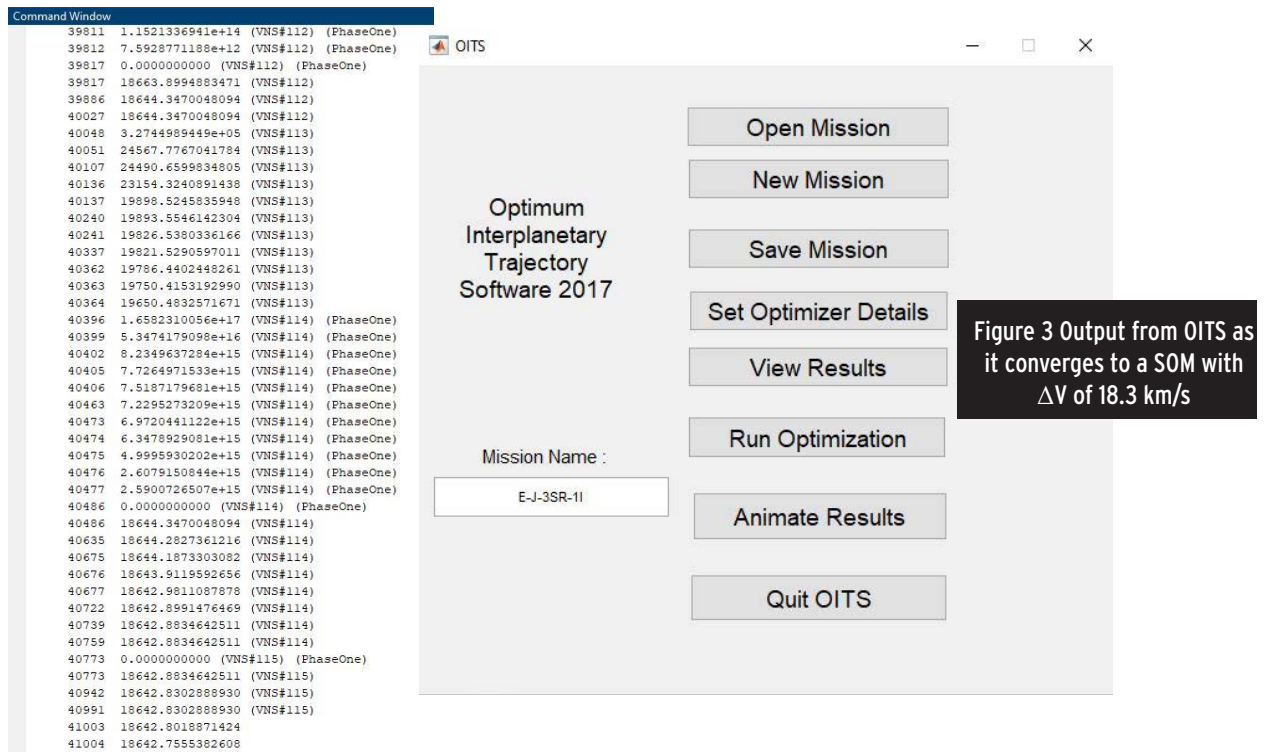 Command Window
39811 1.1521336941e+14 (VNS#112) (PhaseOne)
39812 7.5928771188e+12 (VNS#112) (PhaseOne)
39817 0.0000000000 (VNS#112) (PhaseOne)
39817 18663.8994883471 (VNS#112)
39886 18644.3470048094 (VNS#112)
40027 18644.3470048094 (VNS#112)
40048 3.2744989449e+05 (VNS#113)
40051 24567.7767041784 (VNS#113)
40107 24490.6599834805 (VNS#113)
40136 23154.3240891438 (VNS#113)
40137 19898.5245835948 (VNS#113)
40240 19893.5546142304 (VNS#113)
40241 19826.5380336166 (VNS#113)
40337 19821.5290597011 (VNS#113)
40362 19786.4402448261 (VNS#113)
40363 19750.4153192990 (VNS#113)
40364 19650.4832571671 (VNS#113)
40396 1.6582310056e+17 (VNS#114) (PhaseOne)
40399 5.3474179098e+16 (VNS#114) (PhaseOne)
40402 8.2349637284e+15 (VNS#114) (PhaseOne)
40405 7.7264971533e+15 (VNS#114) (PhaseOne)
40406 7.5187179681e+15 (VNS#114) (PhaseOne)
40463 7.2295273209e+15 (VNS#114) (PhaseOne)
40473 6.9720441122e+15 (VNS#114) (PhaseOne)
40474 6.3478929081e+15 (VNS#114) (PhaseOne)
40475 4.9995930202e+15 (VNS#114) (PhaseOne)
40476 2.6079150844e+15 (VNS#114) (PhaseOne)
40477 2.5900726507e+15 (VNS#114) (PhaseOne)
40486 0.0000000000 (VNS#114) (PhaseOne)
40486 18644.3470048094 (VNS#114)
40635 18644.2827361216 (VNS#114)
40675 18644.1873303082 (VNS#114)
40676 18643.9119592656 (VNS#114)
40677 18642.9811087878 (VNS#114)
40722 18642.8991476469 (VNS#114)
40739 18642.8834642511 (VNS#114)
40759 18642.8834642511 (VNS#114)
40773 0.0000000000 (VNS#115) (PhaseOne)
40773 18642.8834642511 (VNS#115)
40942 18642.8302888930 (VNS#115)
40991 18642.8302888930 (VNS#115)
41003 18642.8018871424
41004 18642.7555382608
OITS
Optimum
Interplanetary
Trajectory
Software 2017
Mission Name :
E-J-3SR-1I
Open Mission
New Mission
Save Mission
Set Optimizer Details
View Results
Run Optimization
Animate Results
Quit OITS
Figure 3 Output from OITS as
it converges to a SOM with
ΔV of 18.3 km/s